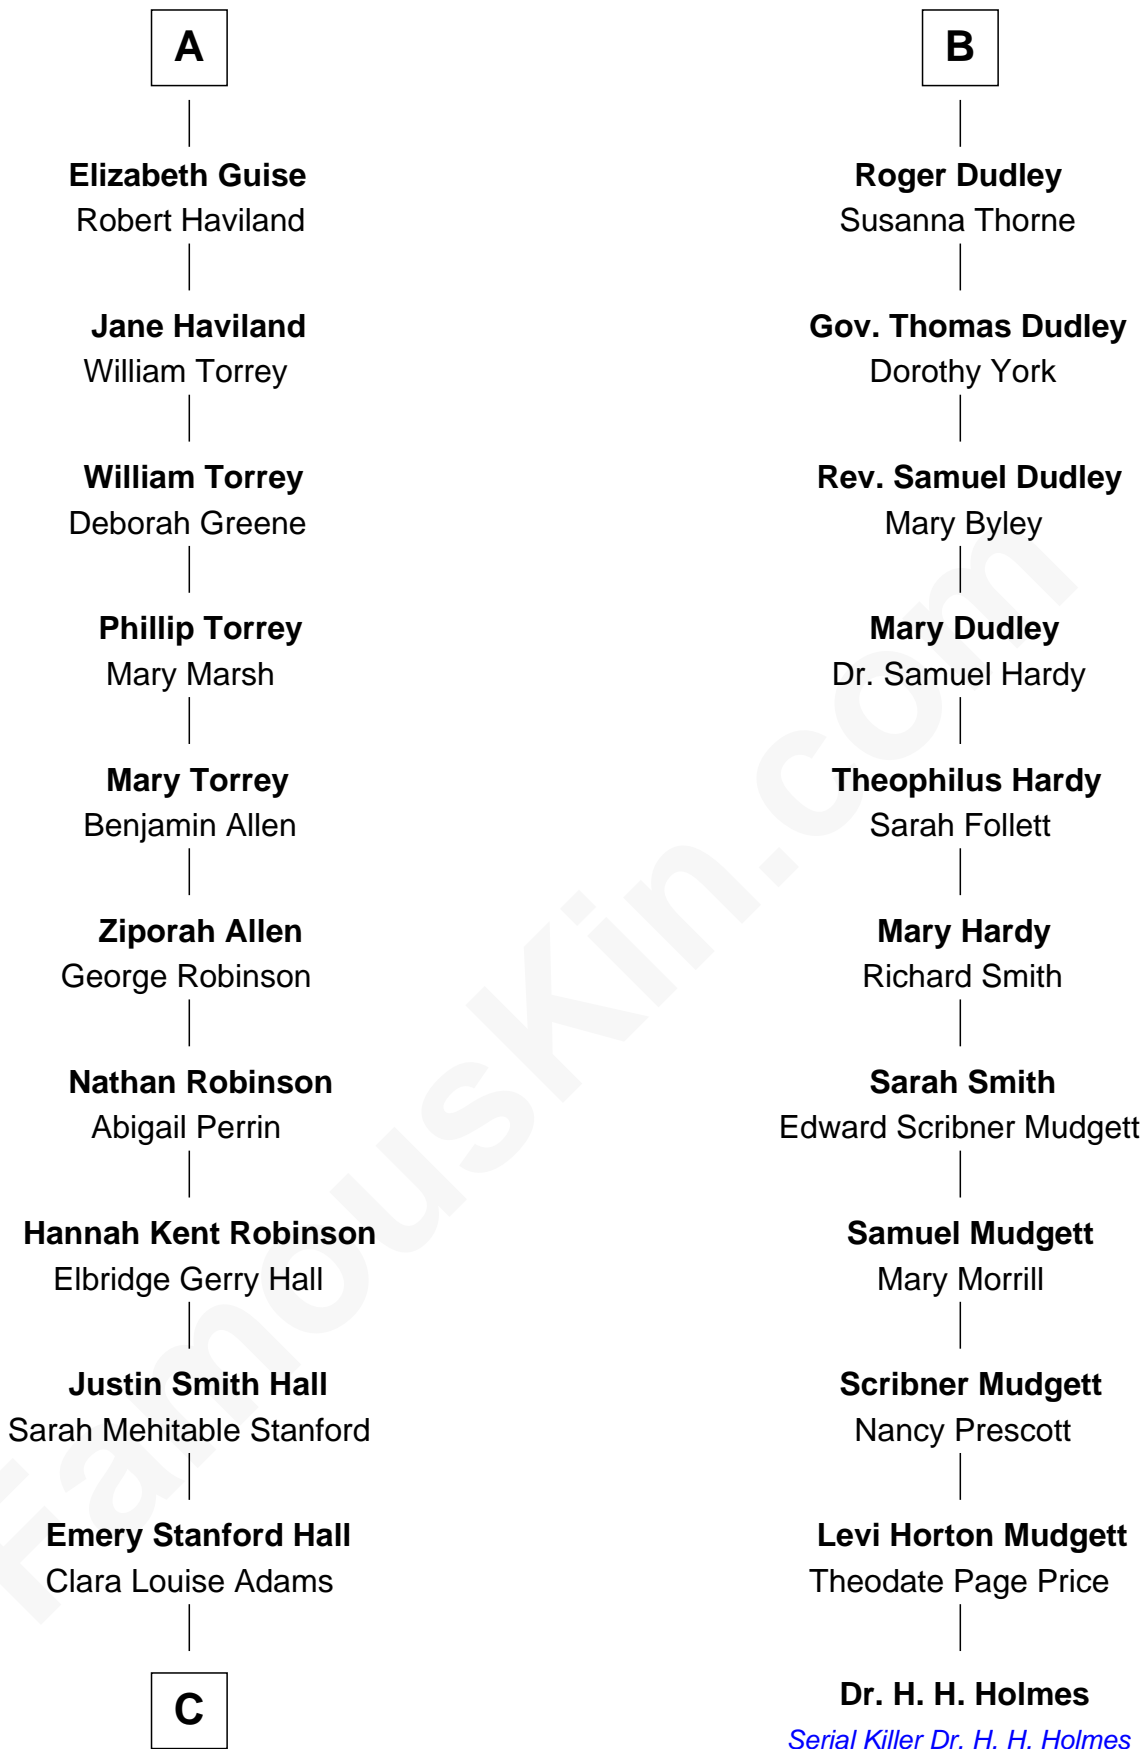 A
Elizabeth Guise
Robert Haviland
Jane Haviland
William Torrey
William Torrey
Deborah Greene
Phillip Torrey
Mary Marsh
Mary Torrey
Benjamin Allen
Ziporah Allen
George Robinson
Nathan Robinson
Abigail Perrin
Hannah Kent Robinson
Elbridge Gerry Hall
Justin Smith Hall
Sarah Mehitable Stanford
Emery Stanford Hall
Clara Louise Adams
C
B
Roger Dudley
Susanna Thorne
Gov. Thomas Dudley
Dorothy York
Rev. Samuel Dudley
Mary Byley
Mary Dudley
Dr. Samuel Hardy
Theophilus Hardy
Sarah Follett
Mary Hardy
Richard Smith
Sarah Smith
Edward Scribner Mudgett
Samuel Mudgett
Mary Morrill
Scribner Mudgett
Nancy Prescott
Levi Horton Mudgett
Theodate Page Price
Dr. H. H. Holmes
Serial Killer Dr. H. H. Holmes
FamousKin.com